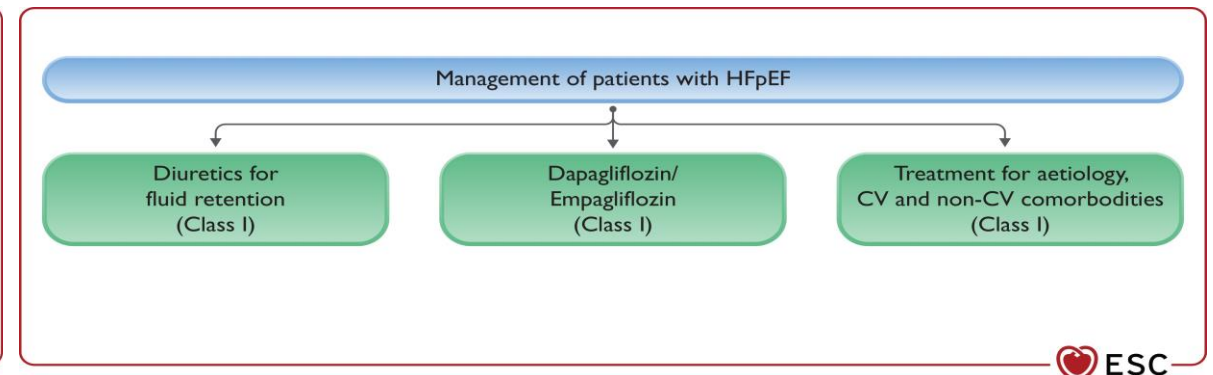 Management of patients with HFpEF
Diuretics for
fluid retention
(Class I)
Dapagliflozin/
Empagliflozin
(Class I)
Treatment for aetiology,
CV and non-CV comorbodities
(Class I)
ESC